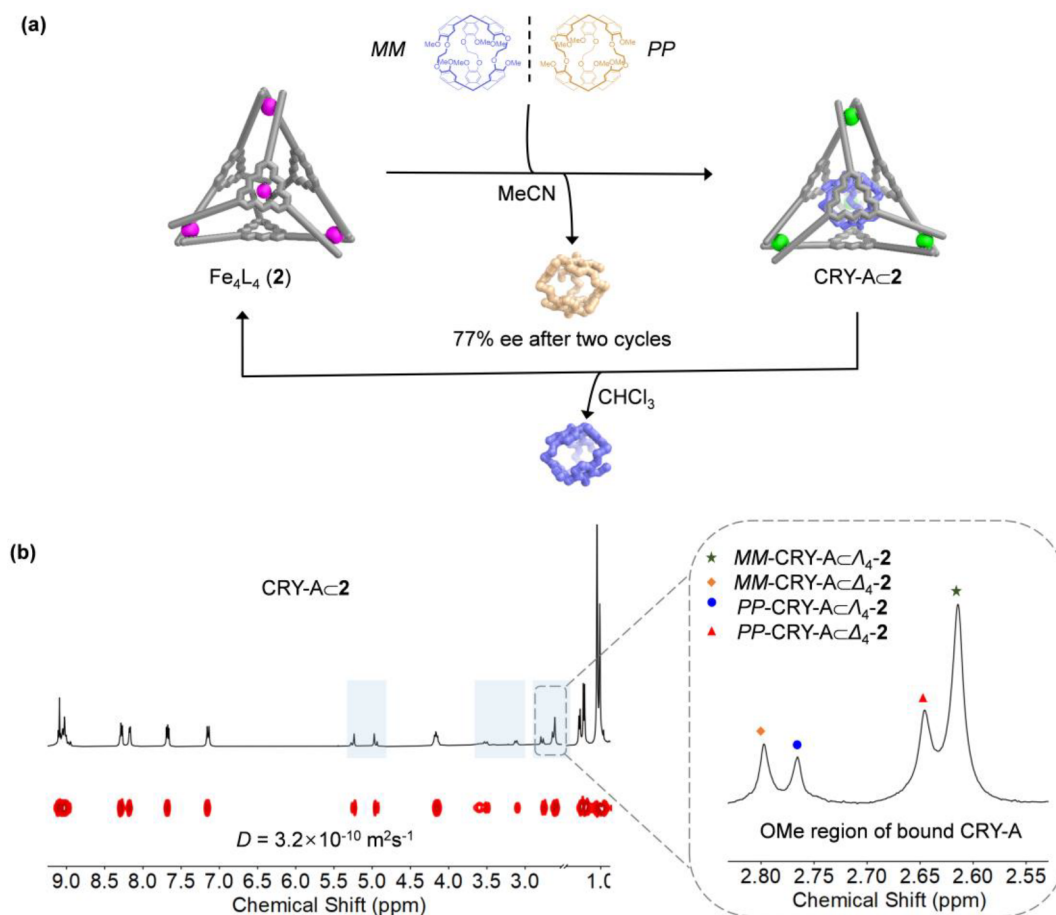 (a)
MM
PP
MeO
O
OMe
OMe
MeO
MeCN
Fe₄L₄ (2)
CRY-A⊂2
77% ee after two cycles
CHCl₃
(b)
CRY-A⊂2
MM-CRY-A⊂Λ₄-2
MM-CRY-A⊂Δ₄-2
PP-CRY-A⊂Λ₄-2
PP-CRY-A⊂Δ₄-2
D = 3.2×10⁻¹⁰ m²s⁻¹
OMe region of bound CRY-A
9.0 8.5 8.0 7.5 7.0 6.5 6.0 5.5 5.0 4.5 4.0 3.5 3.0 1.0
Chemical Shift (ppm)
2.80 2.75 2.70 2.65 2.60
Chemical Shift (ppm)